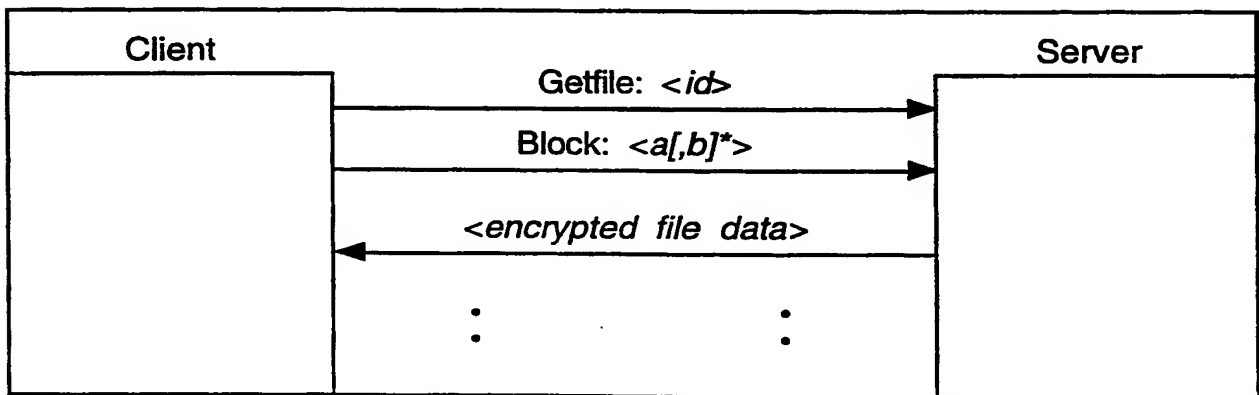 Client
Server
Getfile: <id>
Block: <a[,b]*>
<encrypted file data>